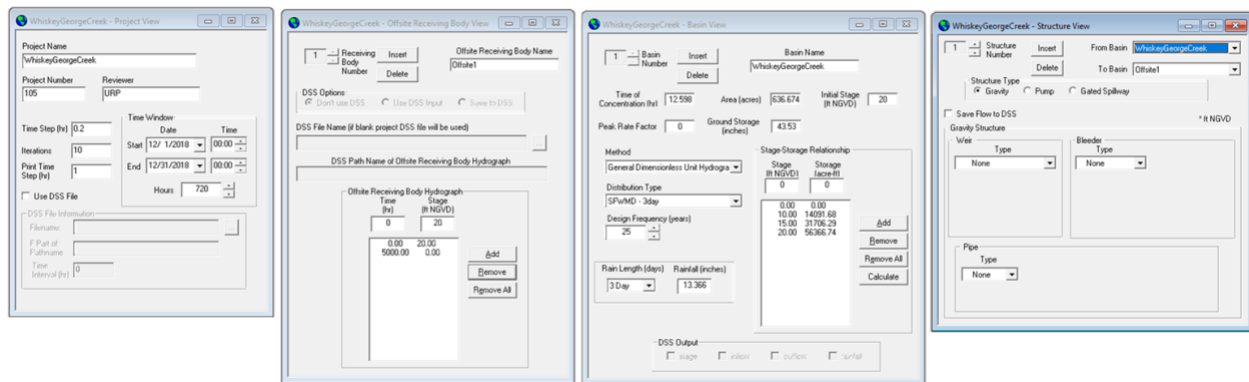 WhiskeyGeorgeCreek - Project View
Project Name
WhiskeyGeorgeCreek
Project Number Reviewer
105 URP
Time Step (hr) 0.2
Iterations 10
Print Time Step (hr) 1
Use DSS File
Time Window
Date Time
Start 12/ 1/2018 00:00
End 12/31/2018 00:00
Hours 720
DSS File Information
Filename ...
F Part of Pathname
Time Interval (hr) 0
WhiskeyGeorgeCreek - Offsite Receiving Body View
1 Receiving Body Number
Insert
Delete
Offsite Receiving Body Name
Offsite1
DSS Options
Don't use DSS Use DSS Input Save to DSS
DSS File Name (if blank project DSS file will be used)
...
DSS Path Name of Offsite Receiving Body Hydrograph
Offsite Receiving Body Hydrograph
Time (hr) Stage (ft NGVD)
0 20
0.00 20.00
5000.00 0.00
Add
Remove
Remove All
WhiskeyGeorgeCreek - Basin View
1 Basin Number
Insert
Delete
Basin Name
WhiskeyGeorgeCreek
Time of Concentration (hr) 12.598 Area (acres) 636.674 Initial Stage (ft NGVD) 20
Peak Rate Factor 0 Ground Storage (inches) 43.53
Method
General Dimensionless Unit Hydrogra
Distribution Type
SFWMD - 3day
Design Frequency (years)
25
Rain Length (days) Rainfall (inches)
3 Day 13.366
Stage-Storage Relationship
Stage (ft NGVD) Storage (acre-ft)
0 0
0.00 0.00
10.00 14091.68
15.00 31706.29
20.00 56366.74
Add
Remove
Remove All
Calculate
DSS Output
stage inflow outflow rainfall
WhiskeyGeorgeCreek - Structure View
1 Structure Number
Insert
Delete
From Basin WhiskeyGeorgeCreek
To Basin Offsite1
Structure Type
Gravity Pump Gated Spillway
Save Flow to DSS
* ft NGVD
Gravity Structure
Weir
Type
None
Bleeder
Type
None
Pipe
Type
None